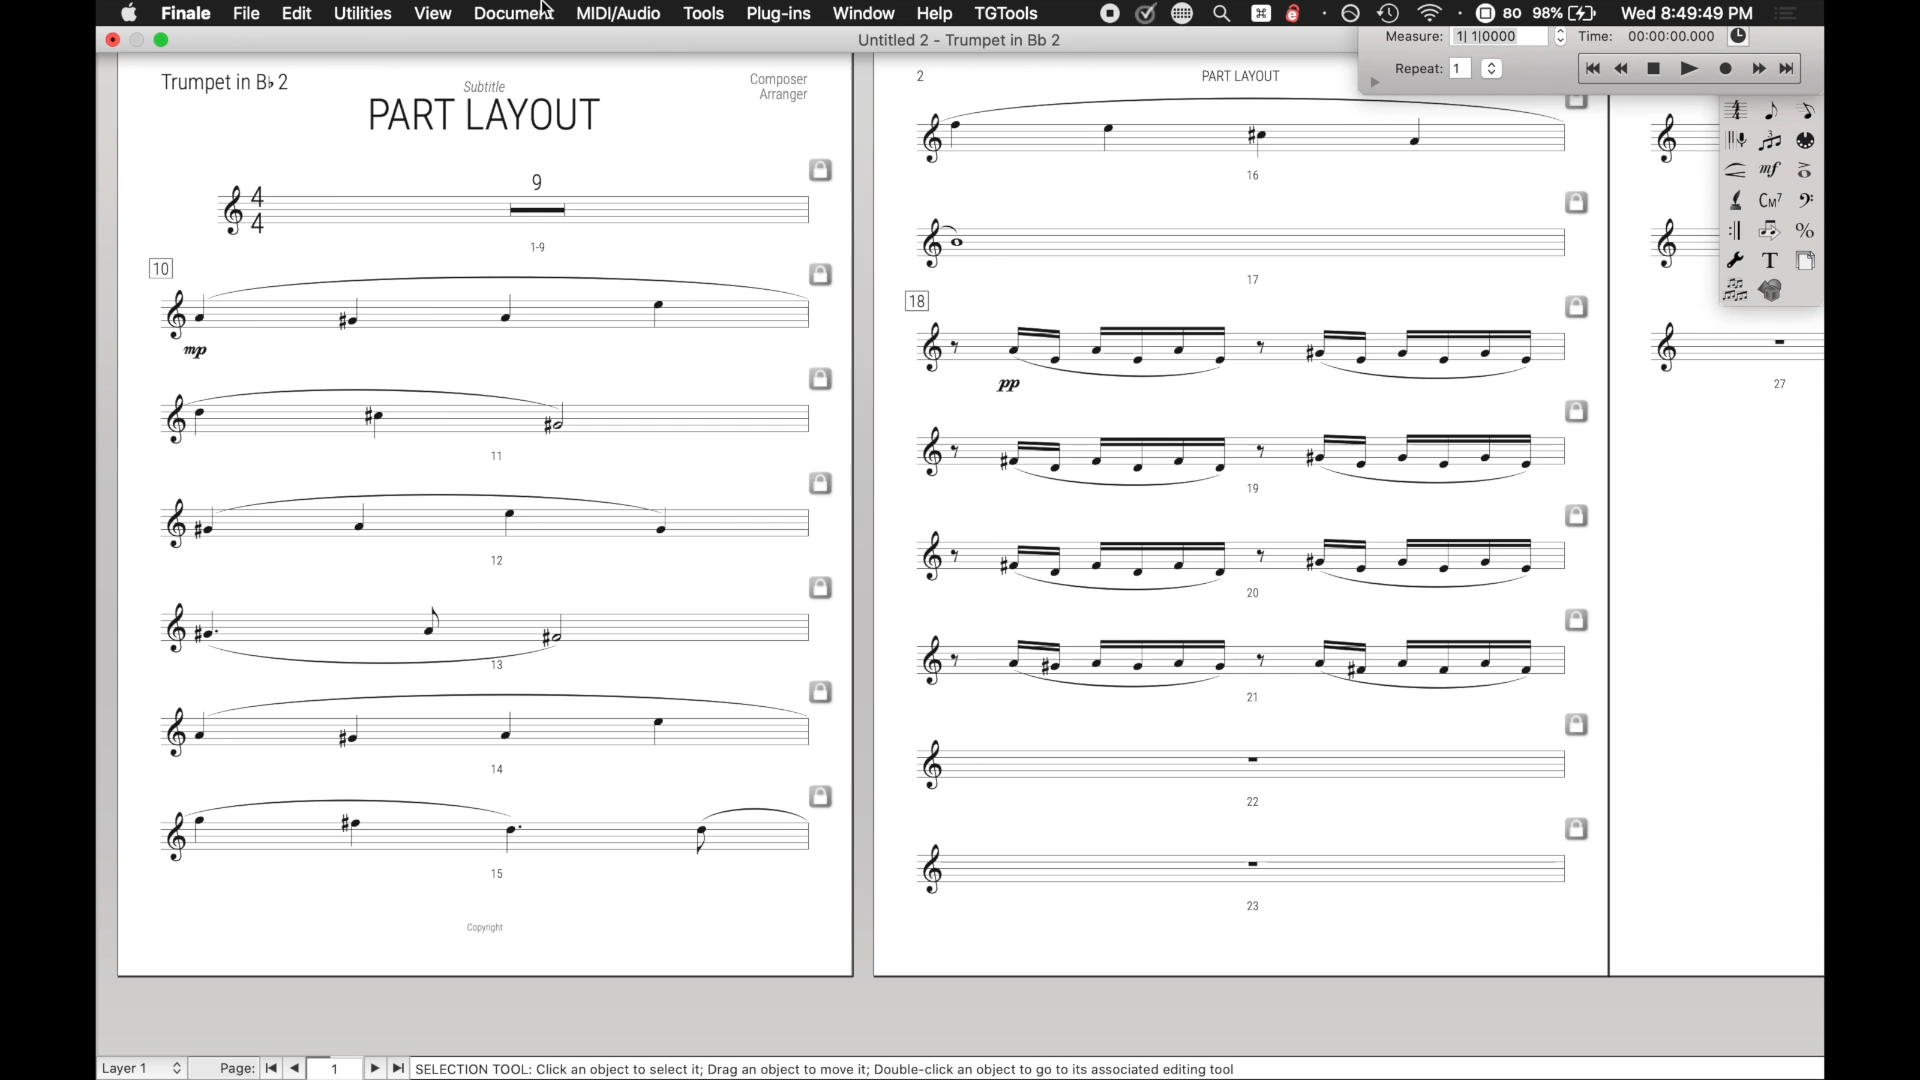 Finale File Edit Utilities View Document MIDI/Audio Tools Plug-ins Window Help TGTools 80 98% Wed 8:49:49 PM
Untitled 2 - Trumpet in Bb 2
Measure: 1| 1|0000 Time: 00:00:00.000
Repeat: 1
Trumpet in B♭ 2
Subtitle
PART LAYOUT
Composer
Arranger
9
1-9
10
mp
11
12
13
14
15
Copyright
2
PART LAYOUT
16
17
18
pp
19
20
21
22
23
27
mf
CM7
%
T
Layer 1 Page: 1 SELECTION TOOL: Click an object to select it; Drag an object to move it; Double-click an object to go to its associated editing tool